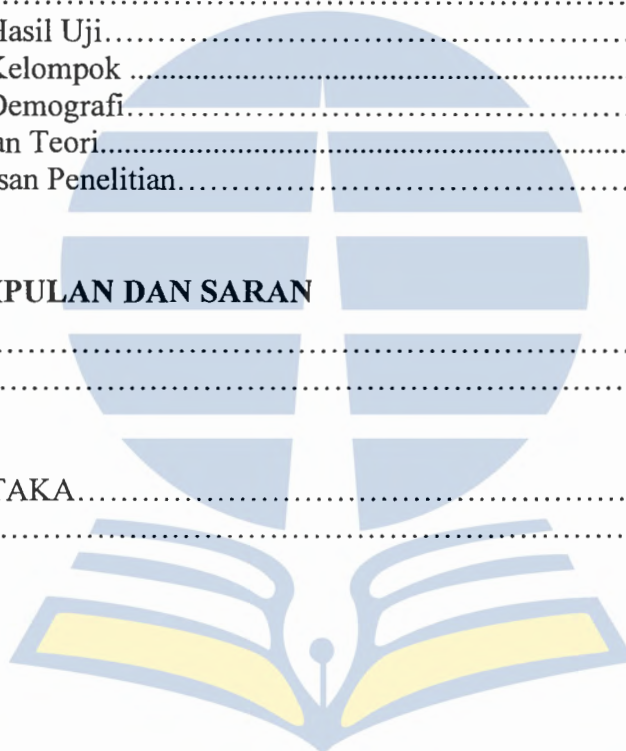 Hasil Uji
Kelompok
Demografi
an Teori
san Penelitian
PULAN DAN SARAN
TAKA